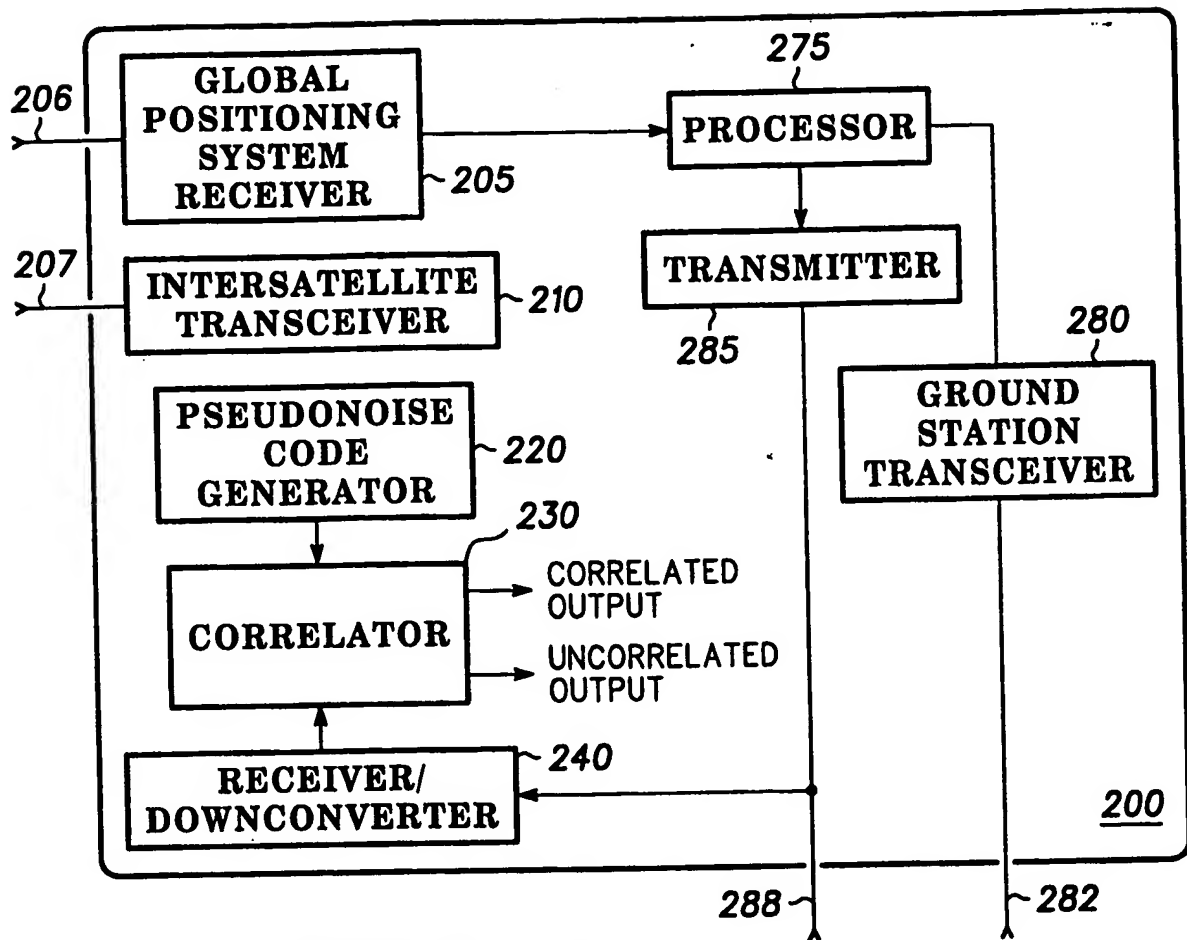 206
GLOBAL
POSITIONING
SYSTEM
RECEIVER
205
275
PROCESSOR
207
INTERSATELLITE
TRANSCEIVER
210
TRANSMITTER
285
280
GROUND
STATION
TRANSCEIVER
PSEUDONOISE
CODE
GENERATOR
220
230
CORRELATOR
CORRELATED
OUTPUT
UNCORRELATED
OUTPUT
240
RECEIVER/
DOWNCONVERTER
200
288
282